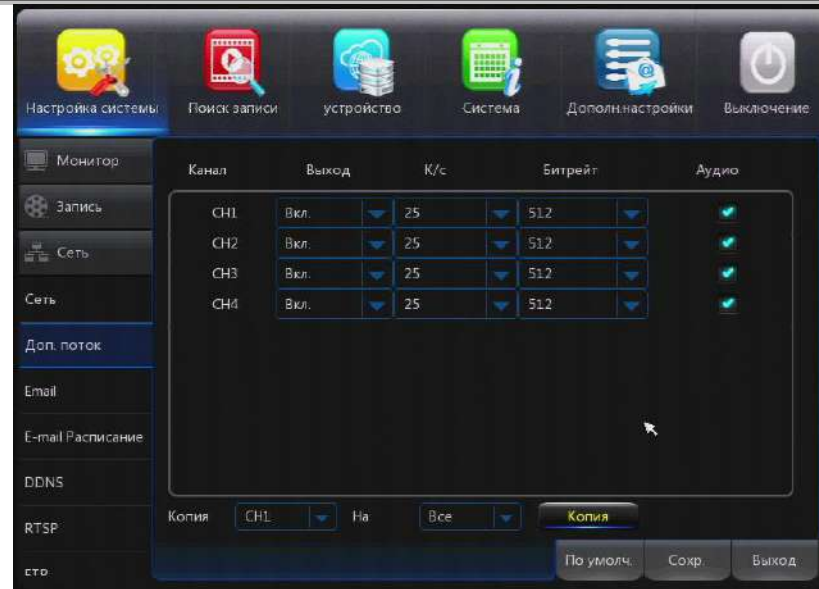 Настройка системы Поиск записи устройство Система Дополн.настройки Выключение
Монитор
Запись
Сеть
Сеть
Доп. поток
Email
E-mail Расписание
DDNS
RTSP
Канал Выход К/с Битрейт Аудио
CH1 Вкл. 25 512
CH2 Вкл. 25 512
CH3 Вкл. 25 512
CH4 Вкл. 25 512
Копия CH1 На Все Копия
По умолч. Сохр. Выход